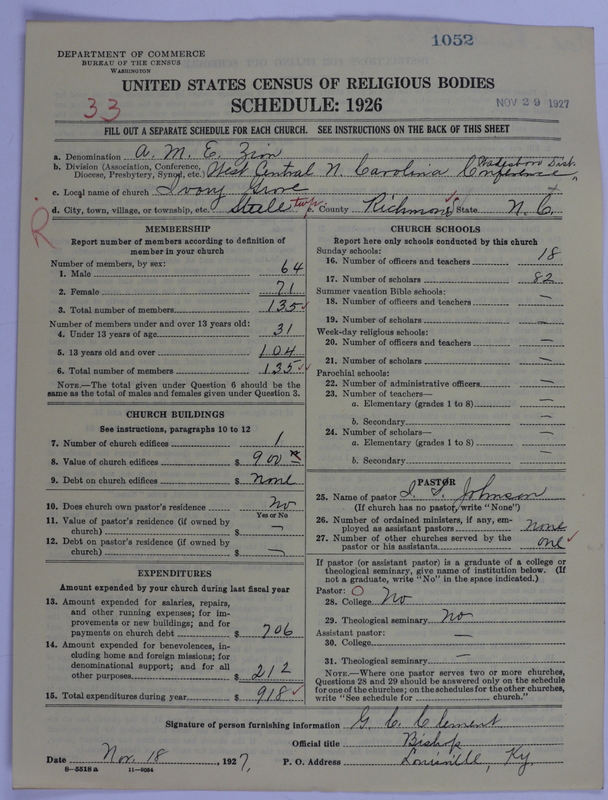 1052
DEPARTMENT OF COMMERCE
BUREAU OF THE CENSUS
WASHINGTON
UNITED STATES CENSUS OF RELIGIOUS BODIES
SCHEDULE: 1926
33
NOV 29 1927
FILL OUT A SEPARATE SCHEDULE FOR EACH CHURCH. SEE INSTRUCTIONS ON THE BACK OF THIS SHEET
a. Denomination A. M. E. Zion
b. Division (Association, Conference, Diocese, Presbytery, Synod, etc.) West Central N. Carolina Conference Wadesboro Dist.
c. Local name of church Ivory Grove
d. City, town, village, or township, etc. Steele twp. e. County Richmond State N. C.
R
MEMBERSHIP
Report number of members according to definition of
member in your church
Number of members, by sex:
1. Male 64
2. Female 71
3. Total number of members 135
Number of members under and over 13 years old:
4. Under 13 years of age 31
5. 13 years old and over 104
6. Total number of members 135
NOTE.—The total given under Question 6 should be the
same as the total of males and females given under Question 3.
CHURCH BUILDINGS
See instructions, paragraphs 10 to 12
7. Number of church edifices 1
8. Value of church edifices $ 900
9. Debt on church edifices $ none
10. Does church own pastor's residence No
Yes or No
11. Value of pastor's residence (if owned by
church) $ —
12. Debt on pastor's residence (if owned by
church) $ —
EXPENDITURES
Amount expended by your church during last fiscal year
13. Amount expended for salaries, repairs,
and other running expenses; for im-
provements or new buildings; and for
payments on church debt $ 706
14. Amount expended for benevolences, in-
cluding home and foreign missions; for
denominational support; and for all
other purposes $ 212
15. Total expenditures during year $ 918
CHURCH SCHOOLS
Report here only schools conducted by this church
Sunday schools:
16. Number of officers and teachers 18
17. Number of scholars 82
Summer vacation Bible schools:
18. Number of officers and teachers —
19. Number of scholars —
Week-day religious schools:
20. Number of officers and teachers —
21. Number of scholars —
Parochial schools:
22. Number of administrative officers —
23. Number of teachers—
a. Elementary (grades 1 to 8) —
b. Secondary —
24. Number of scholars—
a. Elementary (grades 1 to 8) —
b. Secondary —
PASTOR
25. Name of pastor Johnson
(If church has no pastor, write "None")
26. Number of ordained ministers, if any, em-
ployed as assistant pastors none
27. Number of other churches served by the
pastor or his assistants one
If pastor (or assistant pastor) is a graduate of a college or
theological seminary, give name of institution below. (If
not a graduate, write "No" in the space indicated.)
Pastor:
28. College No
29. Theological seminary No
Assistant pastor:
30. College —
31. Theological seminary —
NOTE.—Where one pastor serves two or more churches,
Questions 28 and 29 should be answered only on the schedule
for one of the churches; on the schedules for the other churches,
write "See schedule for church."
Signature of person furnishing information G. C. Clement
Official title Bishop
Date Nov. 18, 1927. P. O. Address Louisville, Ky.
8—5518 a 11—9064